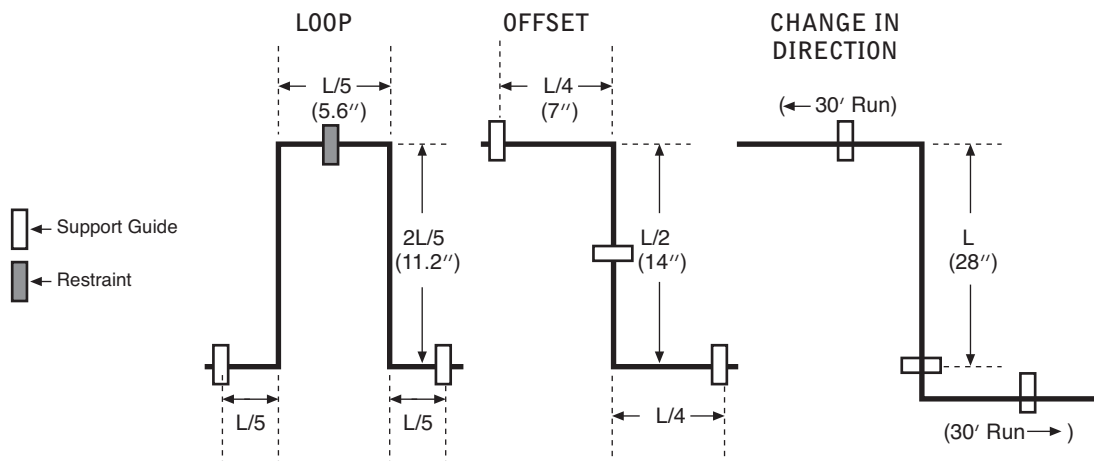 LOOP
L/5
(5.6″)
2L/5
(11.2″)
L/5
L/5
OFFSET
L/4
(7″)
L/2
(14″)
L/4
CHANGE IN
DIRECTION
(← 30′ Run)
L
(28″)
(30′ Run→ )
← Support Guide
← Restraint